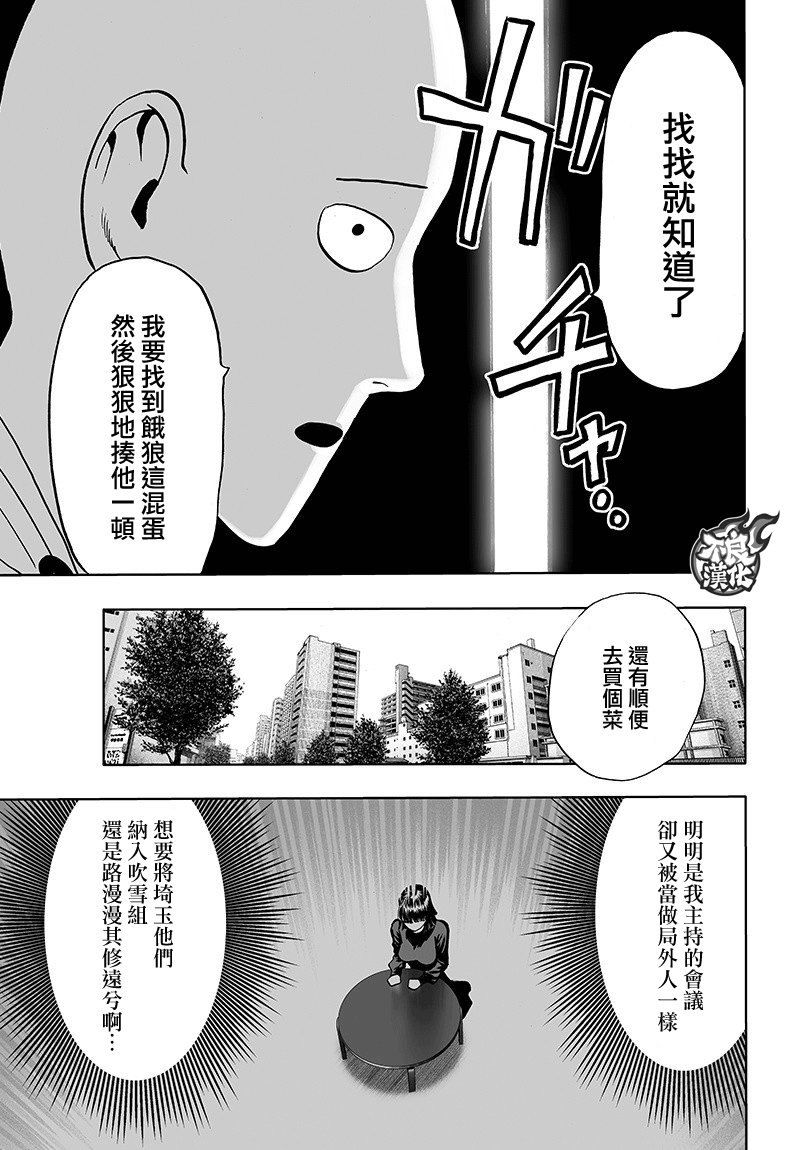 找找就知道了
ガチャ。。
我要找到餓狼這混蛋
然後狠狠地揍他一頓
不良漢化
還有順便
去買個菜
明明是我主持的會議
卻又被當做局外人一樣
想要將埼玉他們
納入吹雪組
還是路漫漫其修遠兮啊…